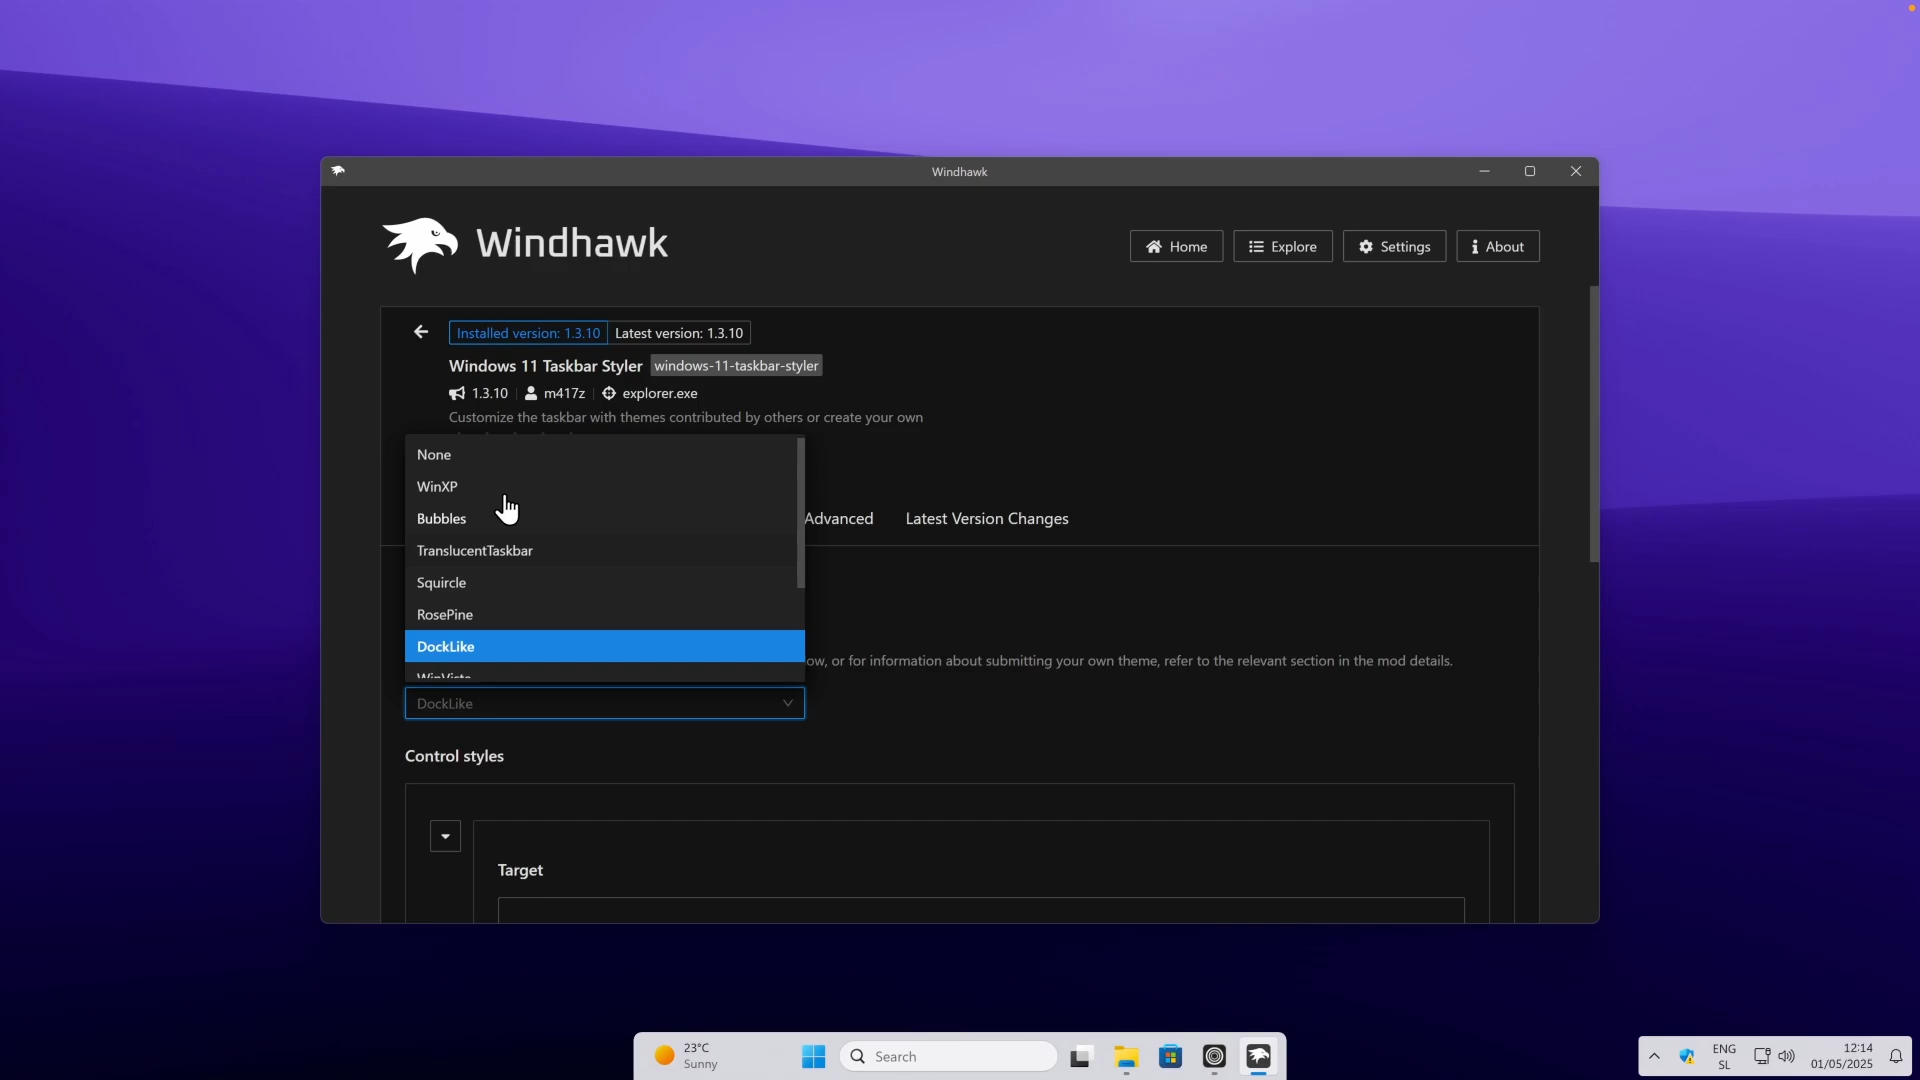 Windhawk
Windhawk
Home
Explore
Settings
About
Installed version: 1.3.10
Latest version: 1.3.10
Windows 11 Taskbar Styler
windows-11-taskbar-styler
1.3.10
m417z
explorer.exe
Customize the taskbar with themes contributed by others or create your own
None
WinXP
Bubbles
TranslucentTaskbar
Squircle
RosePine
DockLike
WinVista
Advanced
Latest Version Changes
ow, or for information about submitting your own theme, refer to the relevant section in the mod details.
DockLike
Control styles
Target
23°C
Sunny
Search
ENG
SL
12:14
01/05/2025